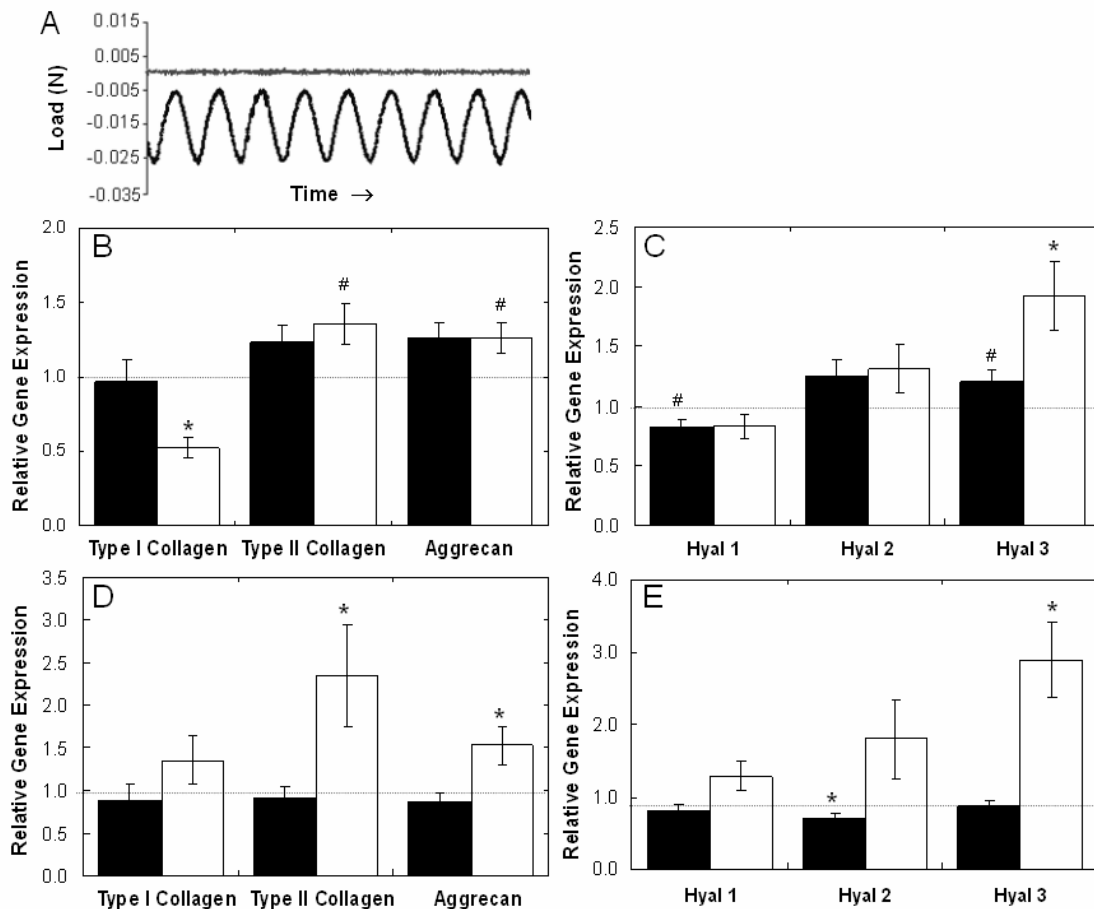 A
Load (N)
0.015
0.005
-0.005
-0.015
-0.025
-0.035
Time →
B
Relative Gene Expression
2.0
1.5
1.0
0.5
0.0
*
#
#
Type I Collagen
Type II Collagen
Aggrecan
C
Relative Gene Expression
2.5
2.0
1.5
1.0
0.5
0.0
#
#
*
Hyal 1
Hyal 2
Hyal 3
D
Relative Gene Expression
3.5
3.0
2.5
2.0
1.5
1.0
0.5
0.0
*
*
Type I Collagen
Type II Collagen
Aggrecan
E
Relative Gene Expression
4.0
3.0
2.0
1.0
0.0
*
*
Hyal 1
Hyal 2
Hyal 3